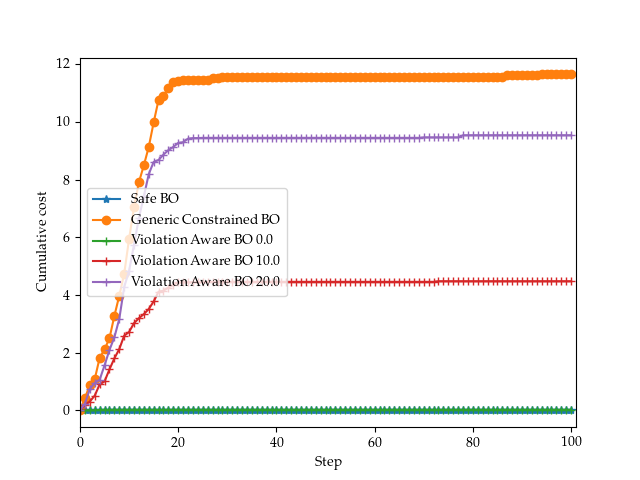 12
10
8
6
4
2
0
Cumulative cost
Safe BO
Generic Constrained BO
Violation Aware BO 0.0
Violation Aware BO 10.0
Violation Aware BO 20.0
0 20 40 60 80 100
Step